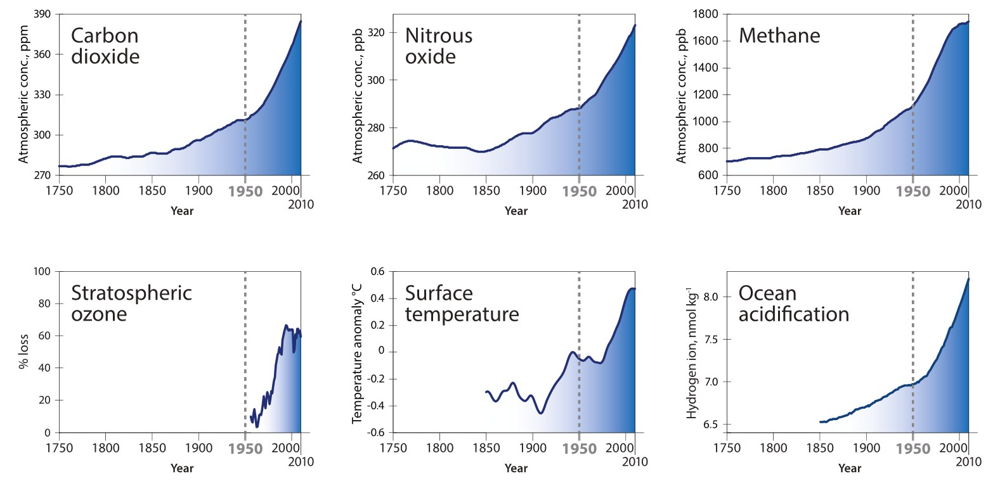 Carbon
dioxide
Atmospheric conc., ppm
390
360
330
300
270
1750 1800 1850 1900 1950 2000
2010
Year
Nitrous
oxide
Atmospheric conc., ppb
320
300
280
260
1750 1800 1850 1900 1950 2000
2010
Year
Methane
Atmospheric conc., ppb
1800
1600
1400
1200
1000
800
600
1750 1800 1850 1900 1950 2000
2010
Year
Stratospheric
ozone
% loss
100
80
60
40
20
0
1750 1800 1850 1900 1950 2000
2010
Year
Surface
temperature
Temperature anomaly °C
0.6
0.4
0.2
0
-0.2
-0.4
-0.6
1750 1800 1850 1900 1950 2000
2010
Year
Ocean
acidification
Hydrogen ion, nmol kg⁻¹
8.0
7.5
7.0
6.5
1750 1800 1850 1900 1950 2000
2010
Year